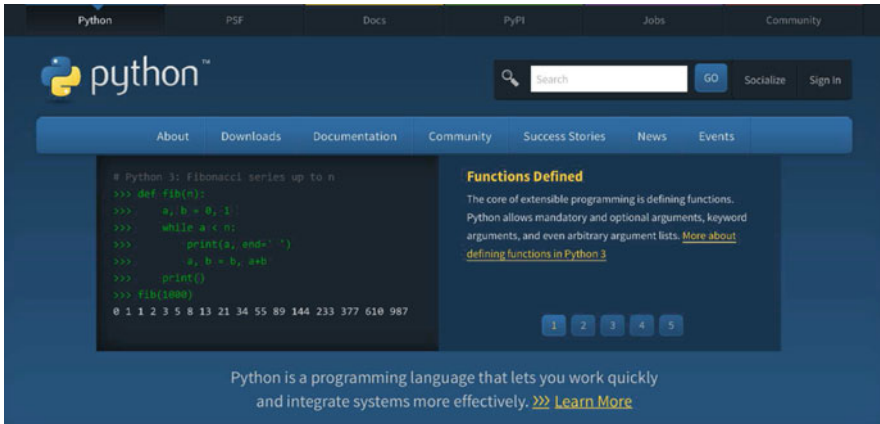 Python PSF Docs PyPI Jobs Community
python™
Search GO Socialize Sign In
About Downloads Documentation Community Success Stories News Events
# Python 3: Fibonacci series up to n
>>> def fib(n):
>>> a, b = 0, 1
>>> while a < n:
>>> print(a, end=' ')
>>> a, b = b, a+b
>>> print()
>>> fib(1000)
0 1 1 2 3 5 8 13 21 34 55 89 144 233 377 610 987
Functions Defined
The core of extensible programming is defining functions.
Python allows mandatory and optional arguments, keyword
arguments, and even arbitrary argument lists. More about
defining functions in Python 3
1 2 3 4 5
Python is a programming language that lets you work quickly
and integrate systems more effectively. >>> Learn More